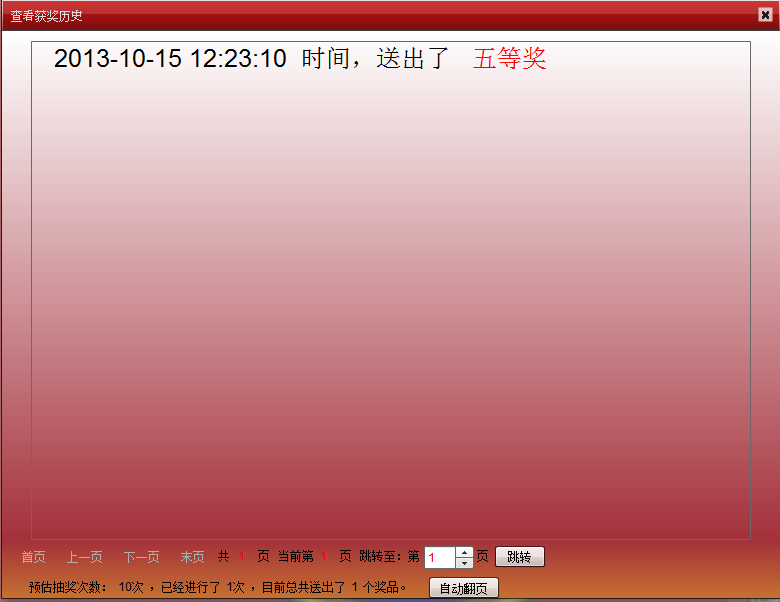 查看获奖历史
2013-10-15 12:23:10 时间，送出了 五等奖
首页 上一页 下一页 末页 共 1 页 当前第 1 页 跳转至：第 1 页 跳转
预估抽奖次数： 10次 ，已经进行了 1次 ，目前总共送出了 1 个奖品。 自动翻页